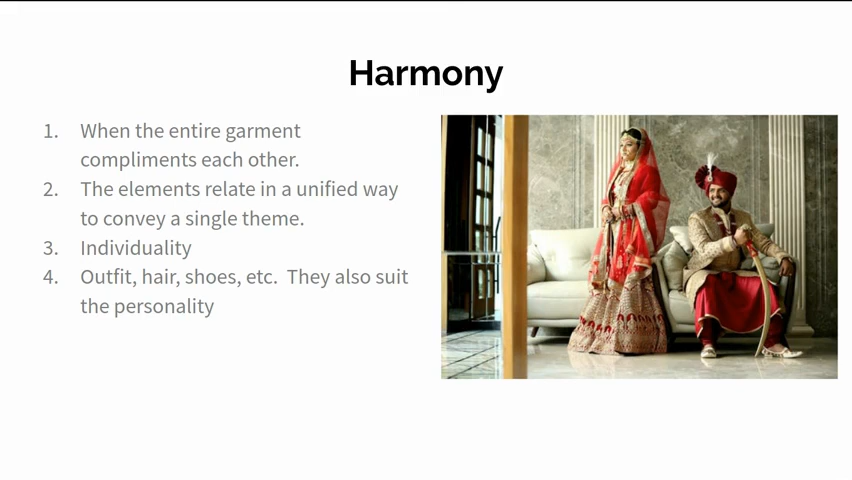 Harmony
1. When the entire garment
compliments each other.
2. The elements relate in a unified way
to convey a single theme.
3. Individuality
4. Outfit, hair, shoes, etc.  They also suit
the personality